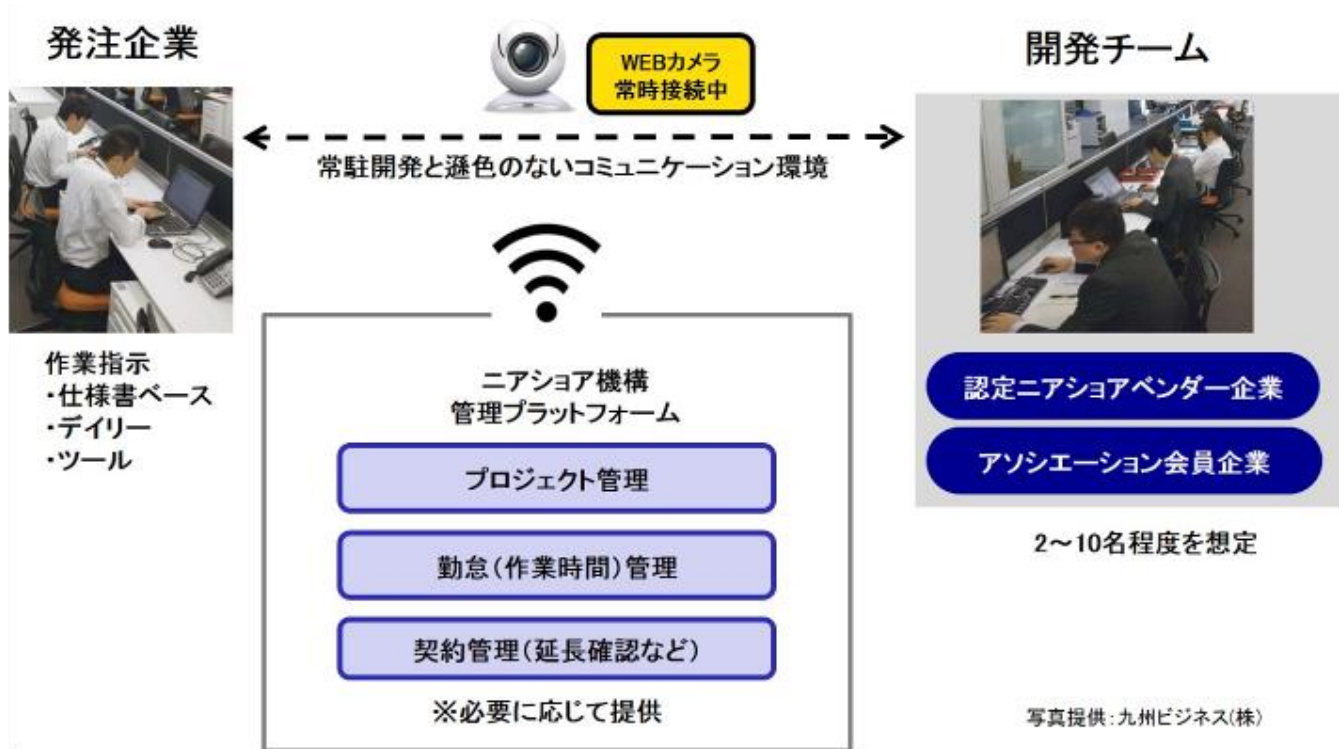 発注企業
WEBカメラ
常時接続中
開発チーム
常駐開発と遜色のないコミュニケーション環境
作業指示
・仕様書ベース
・デイリー
・ツール
ニアショア機構
管理プラットフォーム
プロジェクト管理
勤怠(作業時間)管理
契約管理(延長確認など)
※必要に応じて提供
認定ニアショアベンダー企業
アソシエーション会員企業
2〜10名程度を想定
写真提供:九州ビジネス(株)